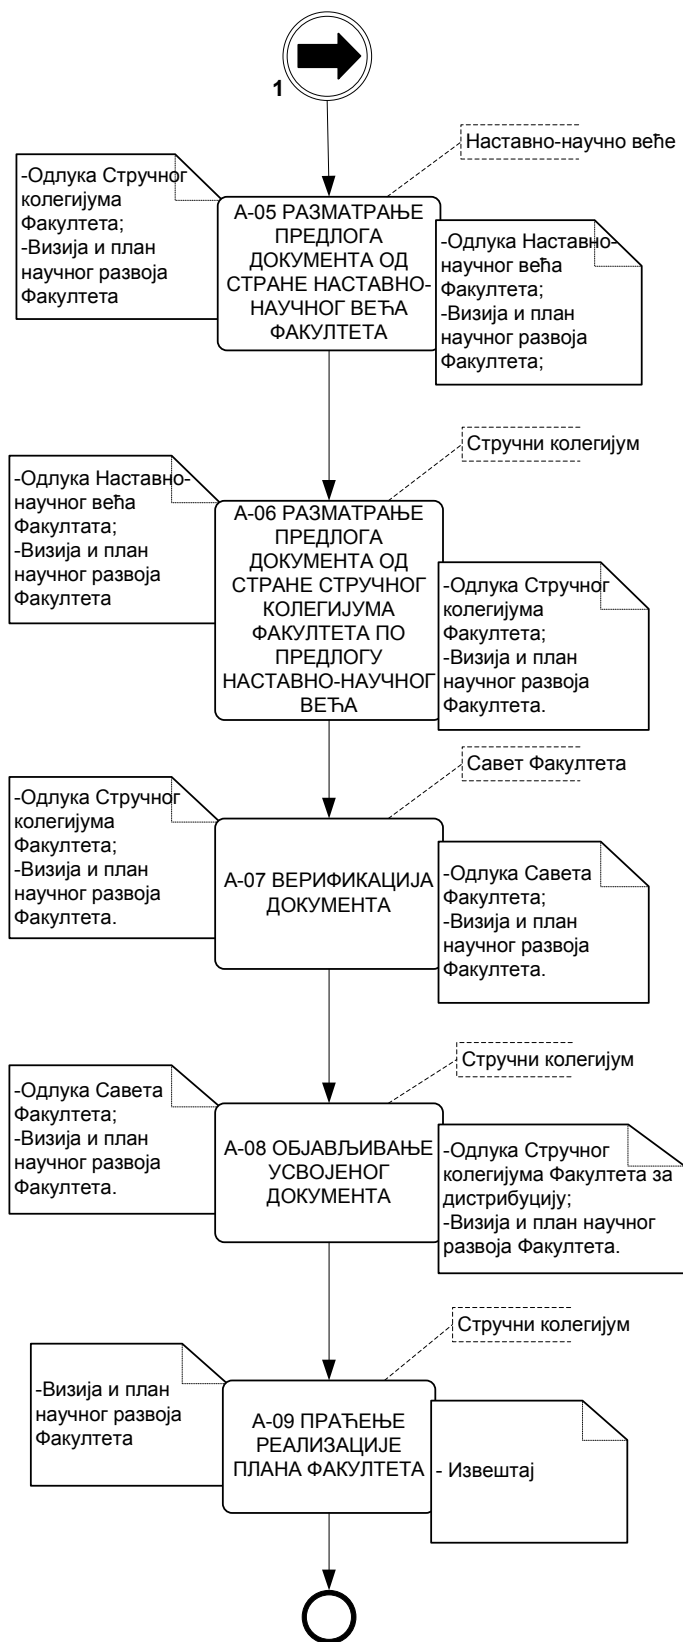 1
Наставно-научно веће
-Одлука Стручног
колегијума
Факултета;
-Визија и план
научног развоја
Факултета
А-05 РАЗМАТРАЊЕ
ПРЕДЛОГА
ДОКУМЕНТА ОД
СТРАНЕ НАСТАВНО-
НАУЧНОГ ВЕЋА
ФАКУЛТЕТА
-Одлука Наставно-
научног већа
Факултета;
-Визија и план
научног развоја
Факултета;
Стручни колегијум
-Одлука Наставно-
научног већа
Факултата;
-Визија и план
научног развоја
Факултета
А-06 РАЗМАТРАЊЕ
ПРЕДЛОГА
ДОКУМЕНТА ОД
СТРАНЕ СТРУЧНОГ
КОЛЕГИЈУМА
ФАКУЛТЕТА ПО
ПРЕДЛОГУ
НАСТАВНО-НАУЧНОГ
ВЕЋА
-Одлука Стручног
колегијума
Факултета;
-Визија и план
научног развоја
Факултета.
Савет Факултета
-Одлука Стручног
колегијума
Факултета;
-Визија и план
научног развоја
Факултета.
А-07 ВЕРИФИКАЦИЈА
ДОКУМЕНТА
-Одлука Савета
Факултета;
-Визија и план
научног развоја
Факултета.
Стручни колегијум
-Одлука Савета
Факултета;
-Визија и план
научног развоја
Факултета.
А-08 ОБЈАВЉИВАЊЕ
УСВОЈЕНОГ
ДОКУМЕНТА
-Одлука Стручног
колегијума Факултета за
дистрибуцију;
-Визија и план научног
развоја Факултета.
Стручни колегијум
-Визија и план
научног развоја
Факултета
А-09 ПРАЋЕЊЕ
РЕАЛИЗАЦИЈЕ
ПЛАНА ФАКУЛТЕТА
- Извештај